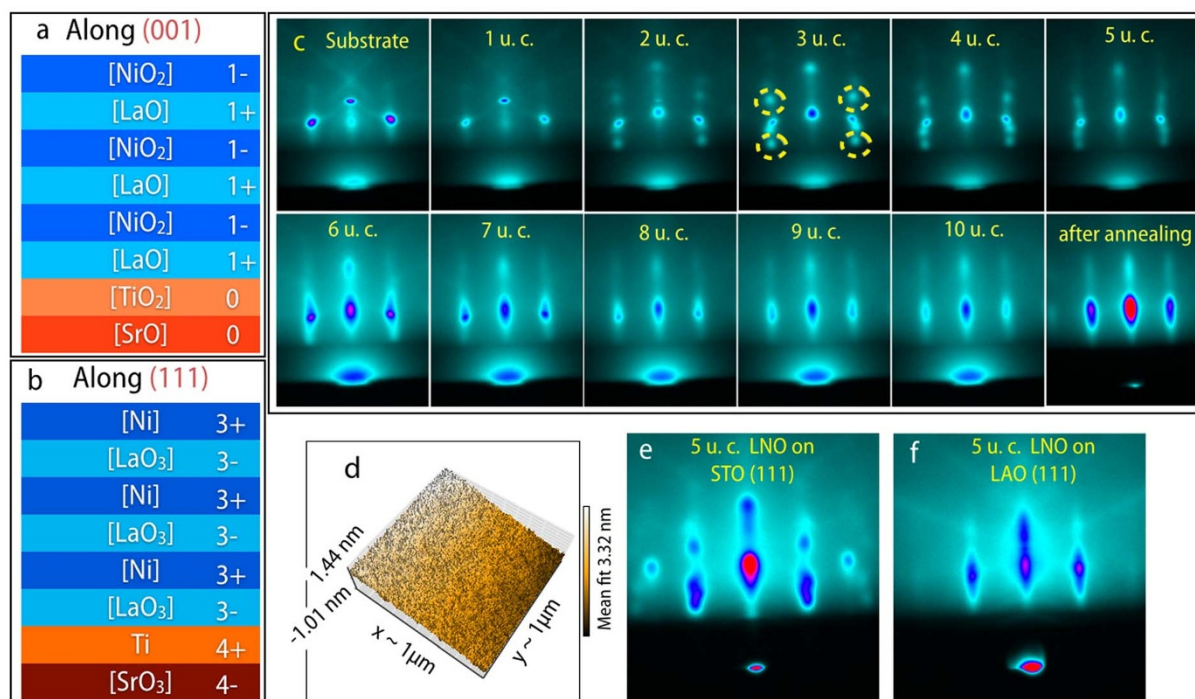 a Along (001)
[NiO₂] 1-
[LaO] 1+
[NiO₂] 1-
[LaO] 1+
[NiO₂] 1-
[LaO] 1+
[TiO₂] 0
[SrO] 0
b Along (111)
[Ni] 3+
[LaO₃] 3-
[Ni] 3+
[LaO₃] 3-
[Ni] 3+
[LaO₃] 3-
Ti 4+
[SrO₃] 4-
c Substrate 1 u. c. 2 u. c. 3 u. c. 4 u. c. 5 u. c.
6 u. c. 7 u. c. 8 u. c. 9 u. c. 10 u. c. after annealing
d
1.44 nm
-1.01 nm
x ~ 1µm
y ~ 1µm
Mean fit 3.32 nm
e 5 u. c. LNO on
STO (111)
f 5 u. c. LNO on
LAO (111)